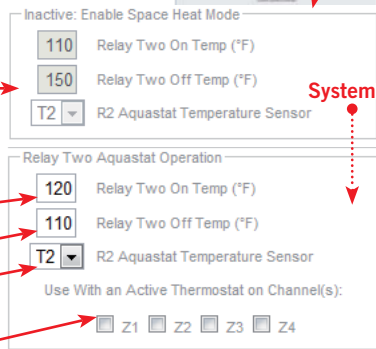 Inactive: Enable Space Heat Mode
110 Relay Two On Temp (°F)
150 Relay Two Off Temp (°F)
T2 R2 Aquastat Temperature Sensor
System
Relay Two Aquastat Operation
120 Relay Two On Temp (°F)
110 Relay Two Off Temp (°F)
T2 R2 Aquastat Temperature Sensor
Use With an Active Thermostat on Channel(s):
Z1 Z2 Z3 Z4